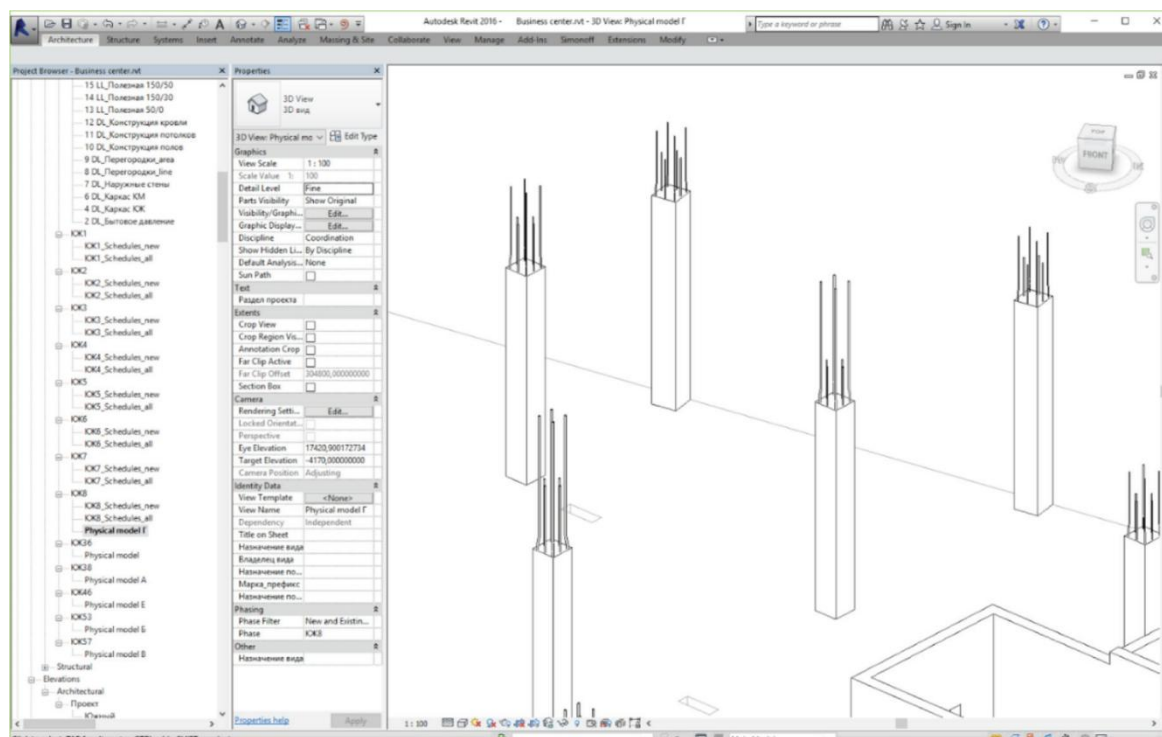 Autodesk Revit 2016 - Business center.rvt - 3D View: Physical model Г
Type a keyword or phrase
Sign In
Architecture Structure Systems Insert Annotate Analyze Massing & Site Collaborate View Manage Add-Ins Simonoff Extensions Modify
Project Browser - Business center.rvt
15 LL_Полезная 150/50
14 LL_Полезная 150/30
13 LL_Полезная 50/0
12 DL_Конструкция кровли
11 DL_Конструкция потолков
10 DL_Конструкция полов
9 DL_Перегородки_area
8 DL_Перегородки_line
7 DL_Наружные стены
6 DL_Каркас КМ
4 DL_Каркас КЖ
2 DL_Бытовое давление
КЖ1
КЖ1_Schedules_new
КЖ1_Schedules_all
КЖ2
КЖ2_Schedules_new
КЖ2_Schedules_all
КЖ3
КЖ3_Schedules_new
КЖ3_Schedules_all
КЖ4
КЖ4_Schedules_new
КЖ4_Schedules_all
КЖ5
КЖ5_Schedules_new
КЖ5_Schedules_all
КЖ6
КЖ6_Schedules_new
КЖ6_Schedules_all
КЖ7
КЖ7_Schedules_new
КЖ7_Schedules_all
КЖ8
КЖ8_Schedules_new
КЖ8_Schedules_all
Physical model Г
КЖ36
Physical model
КЖ38
Physical model А
КЖ46
Physical model Е
КЖ53
Physical model Б
КЖ57
Physical model В
Structural
Elevations
Architectural
Проект
Южный
Properties
3D View
3D вид
3D View: Physical mo Edit Type
Graphics
View Scale 1 : 100
Scale Value 1: 100
Detail Level Fine
Parts Visibility Show Original
Visibility/Graphi... Edit...
Graphic Display... Edit...
Discipline Coordination
Show Hidden Li... By Discipline
Default Analysis... None
Sun Path
Text
Раздел проекта
Extents
Crop View
Crop Region Vis...
Annotation Crop
Far Clip Active
Far Clip Offset 304800,000000000
Section Box
Camera
Rendering Setti... Edit...
Locked Orientat...
Perspective
Eye Elevation 17420,900172734
Target Elevation -4170,000000000
Camera Position Adjusting
Identity Data
View Template <None>
View Name Physical model Г
Dependency Independent
Title on Sheet
Назначение вида
Владелец вида
Назначение по...
Марка_префикс
Назначение по...
Phasing
Phase Filter New and Existin...
Phase КЖ8
Other
Назначение вида
Properties help Apply
FRONT
1 : 100